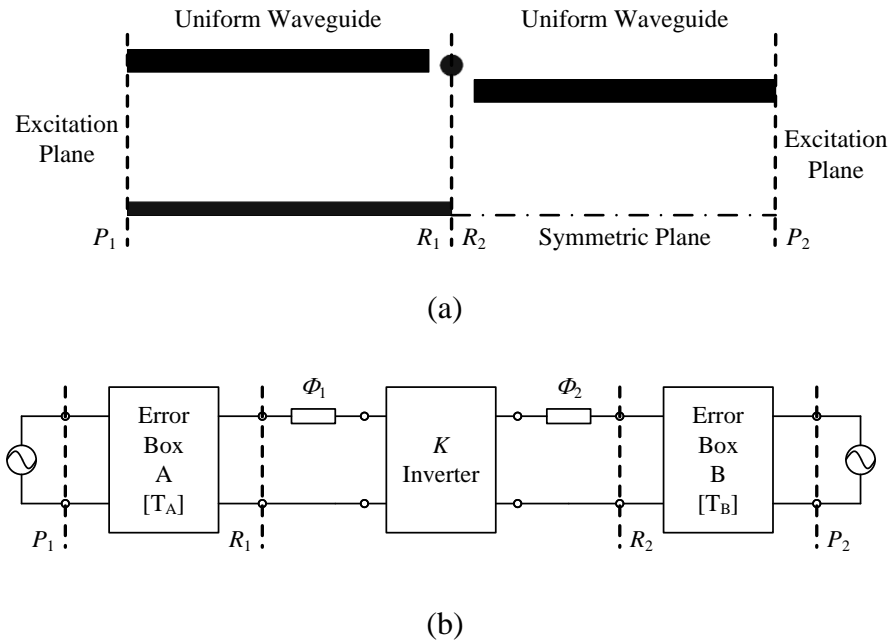 Uniform Waveguide
Uniform Waveguide
Excitation
Plane
Excitation
Plane
P1
R1
R2
Symmetric Plane
P2
(a)
Φ1
Φ2
Error
Box
A
[TA]
K
Inverter
Error
Box
B
[TB]
P1
R1
R2
P2
(b)